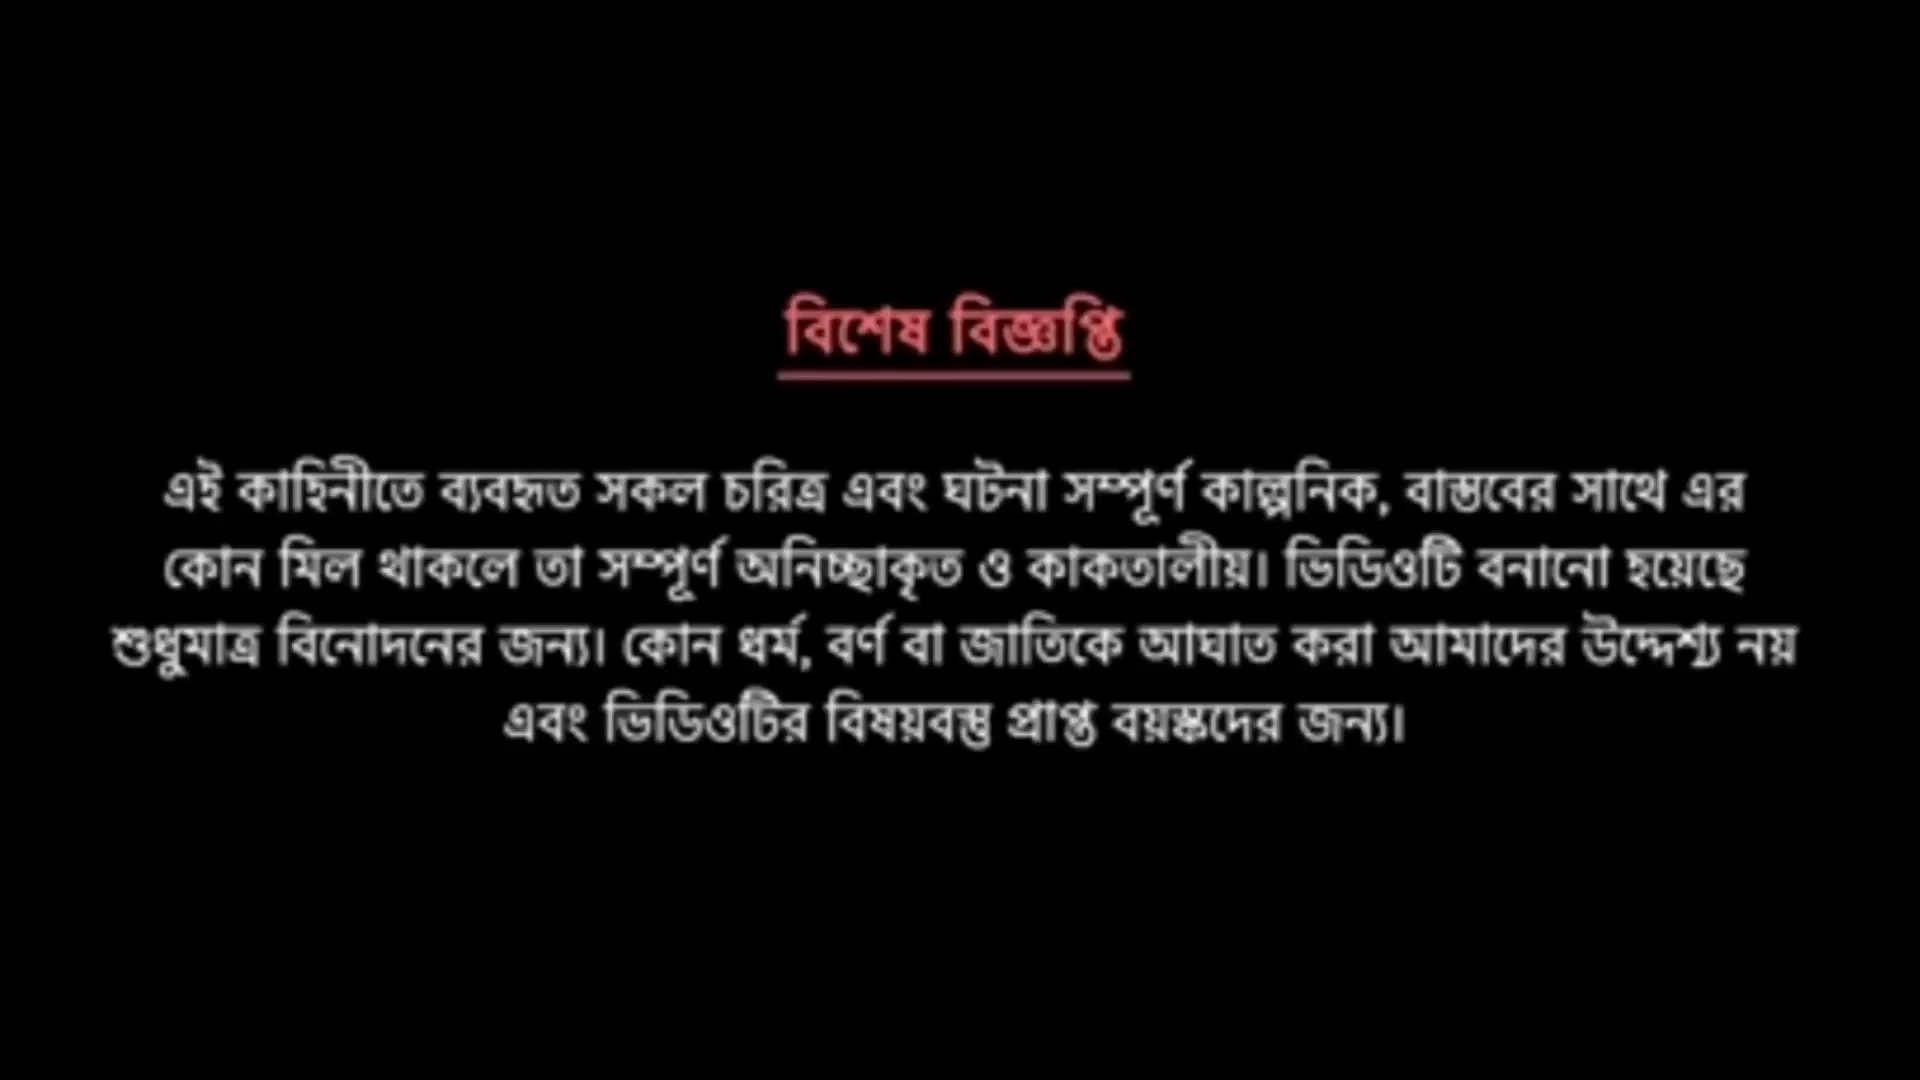 বিশেষ বিজ্ঞপ্তি
এই কাহিনীতে ব্যবহৃত সকল চরিত্র এবং ঘটনা সম্পূর্ণ কাল্পনিক, বাস্তবের সাথে এর
কোন মিল থাকলে তা সম্পূর্ণ অনিচ্ছাকৃত ও কাকতালীয়। ভিডিওটি বনানো হয়েছে
শুধুমাত্র বিনোদনের জন্য। কোন ধর্ম, বর্ণ বা জাতিকে আঘাত করা আমাদের উদ্দেশ্য নয়
এবং ভিডিওটির বিষয়বস্তু প্রাপ্ত বয়স্কদের জন্য।